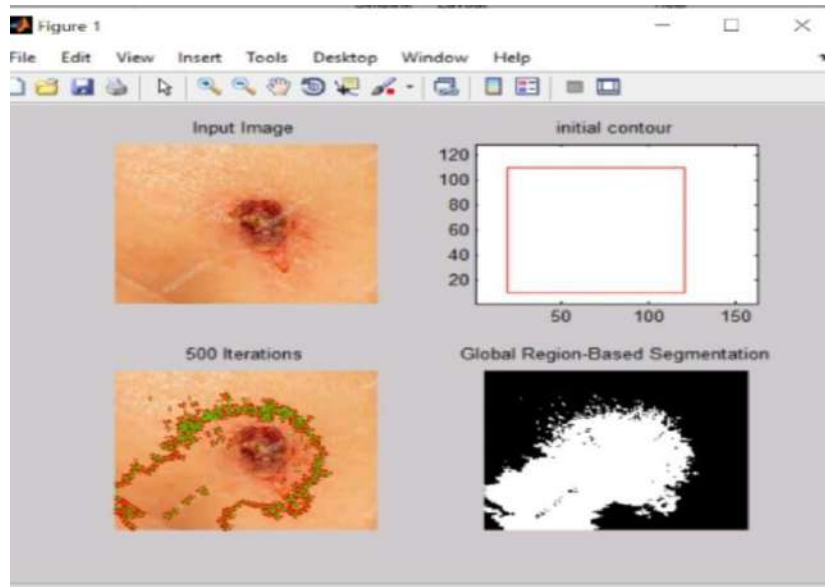 Figure 1
File Edit View Insert Tools Desktop Window Help
Input Image
initial contour
120
100
80
60
40
20
50 100 150
500 Iterations
Global Region-Based Segmentation